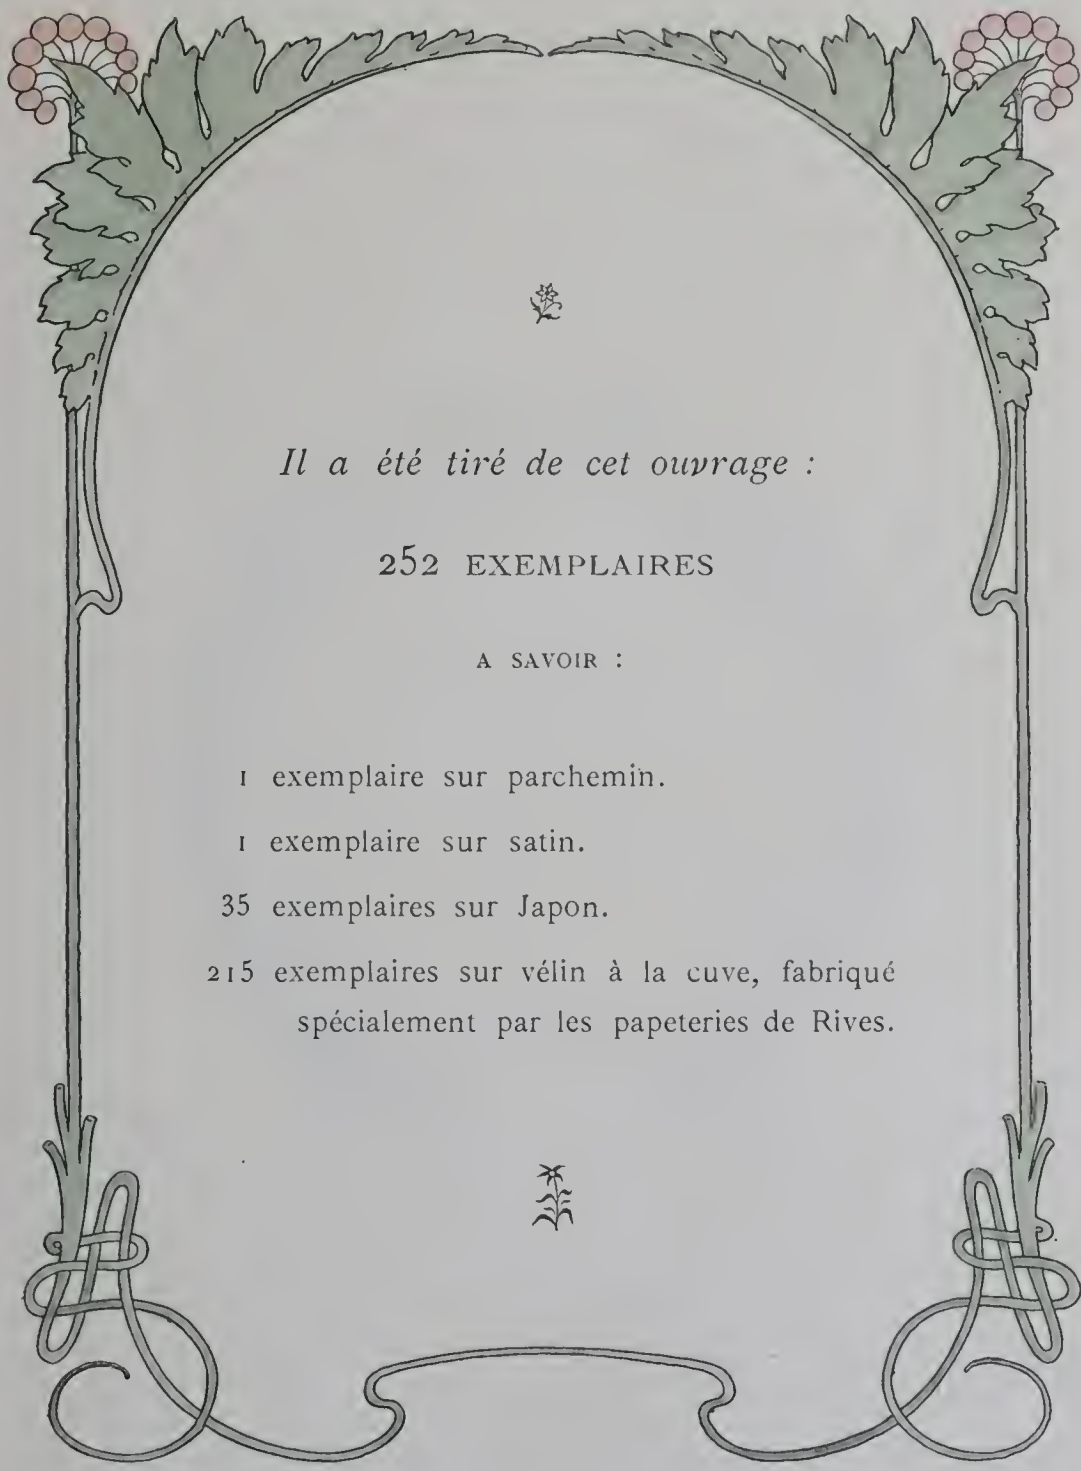 Il a été tiré de cet ouvrage :
252 EXEMPLAIRES
A SAVOIR :
1 exemplaire sur parchemin.
1 exemplaire sur satin.
35 exemplaires sur Japon.
215 exemplaires sur vélin à la cuve, fabriqué
spécialement par les papeteries de Rives.